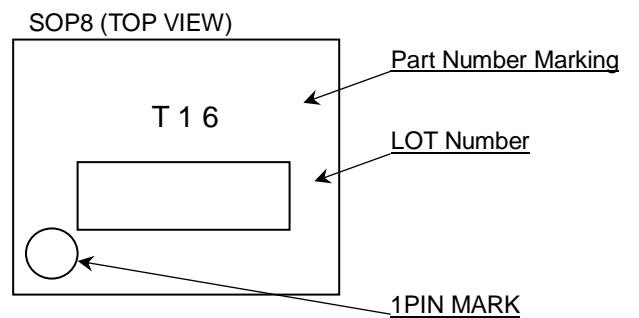 SOP8 (TOP VIEW)
Part Number Marking
T 1 6
LOT Number
1PIN MARK